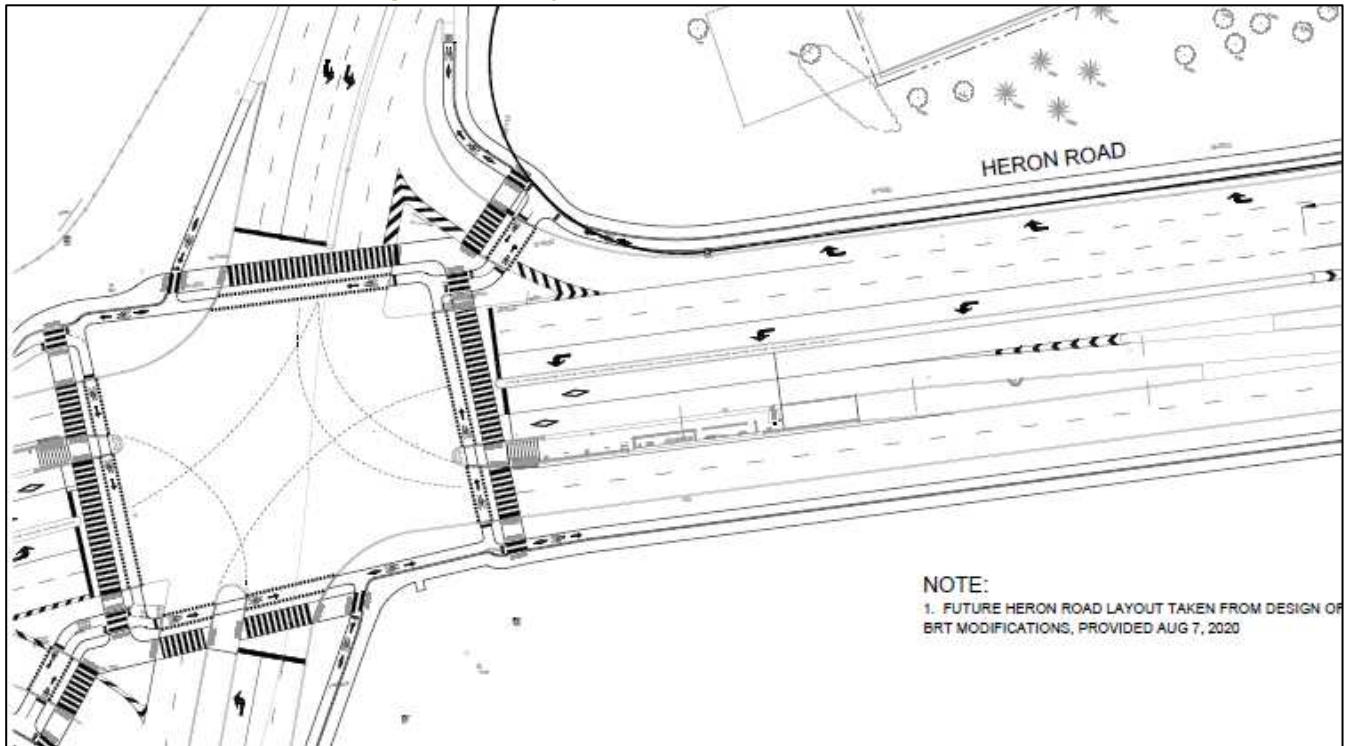 HERON ROAD
NOTE:
1. FUTURE HERON ROAD LAYOUT TAKEN FROM DESIGN OF
BRT MODIFICATIONS, PROVIDED AUG 7, 2020